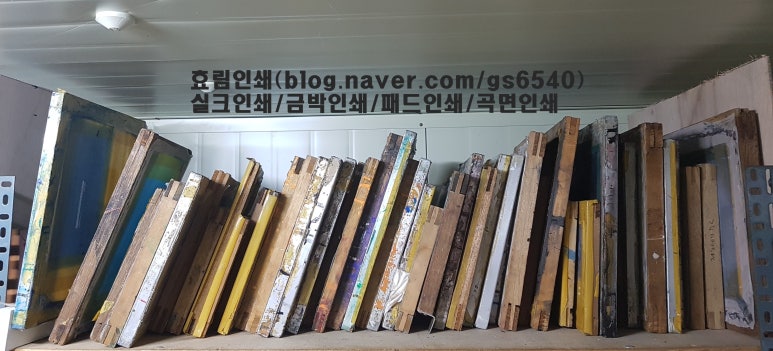 효림인쇄(blog.naver.com/gs6540)
실크인쇄/금박인쇄/패드인쇄/곡면인쇄